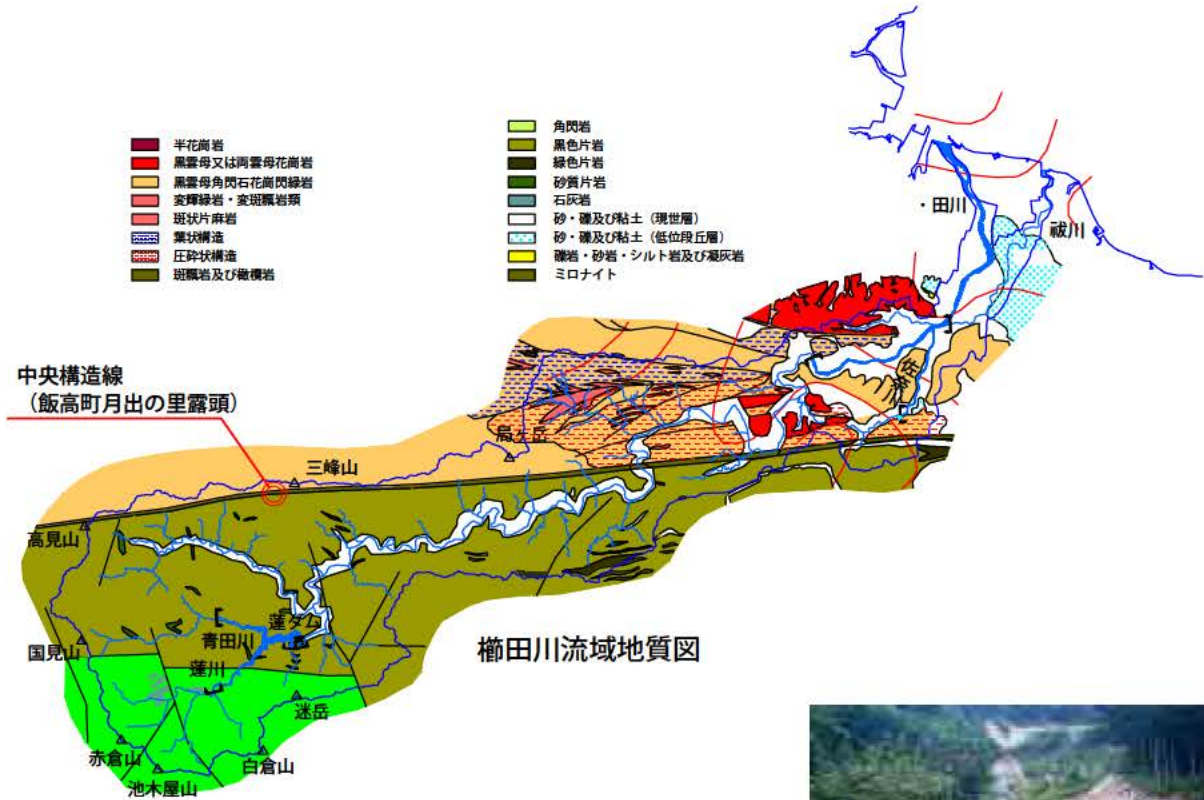 半花崗岩
黒雲母又は両雲母花崗岩
黒雲母角閃石花崗閃緑岩
変輝緑岩・変斑糲岩類
斑状片麻岩
葉状構造
圧砕状構造
斑糲岩及び橄欖岩
角閃岩
黒色片岩
緑色片岩
砂質片岩
石灰岩
砂・礫及び粘土（現世層）
砂・礫及び粘土（低位段丘層）
礫岩・砂岩・シルト岩及び凝灰岩
ミロナイト
・田川
祓川
佐奈川
中央構造線
（飯高町月出の里露頭）
局ヶ岳
三峰山
高見山
蓮ダム
青田川
国見山
蓮川
迷岳
赤倉山
白倉山
池木屋山
櫛田川流域地質図